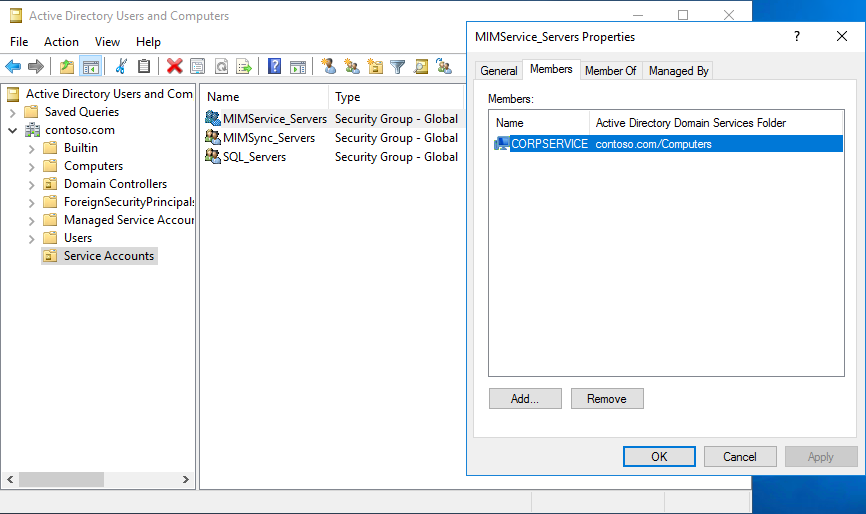 Active Directory Users and Computers
File Action View Help
Active Directory Users and Com
Saved Queries
contoso.com
Builtin
Computers
Domain Controllers
ForeignSecurityPrincipals
Managed Service Accour
Users
Service Accounts
Name Type
MIMService_Servers Security Group - Global
MIMSync_Servers Security Group - Global
SQL_Servers Security Group - Global
MIMService_Servers Properties
General Members Member Of Managed By
Members:
Name Active Directory Domain Services Folder
CORPSERVICE contoso.com/Computers
Add... Remove
OK Cancel Apply